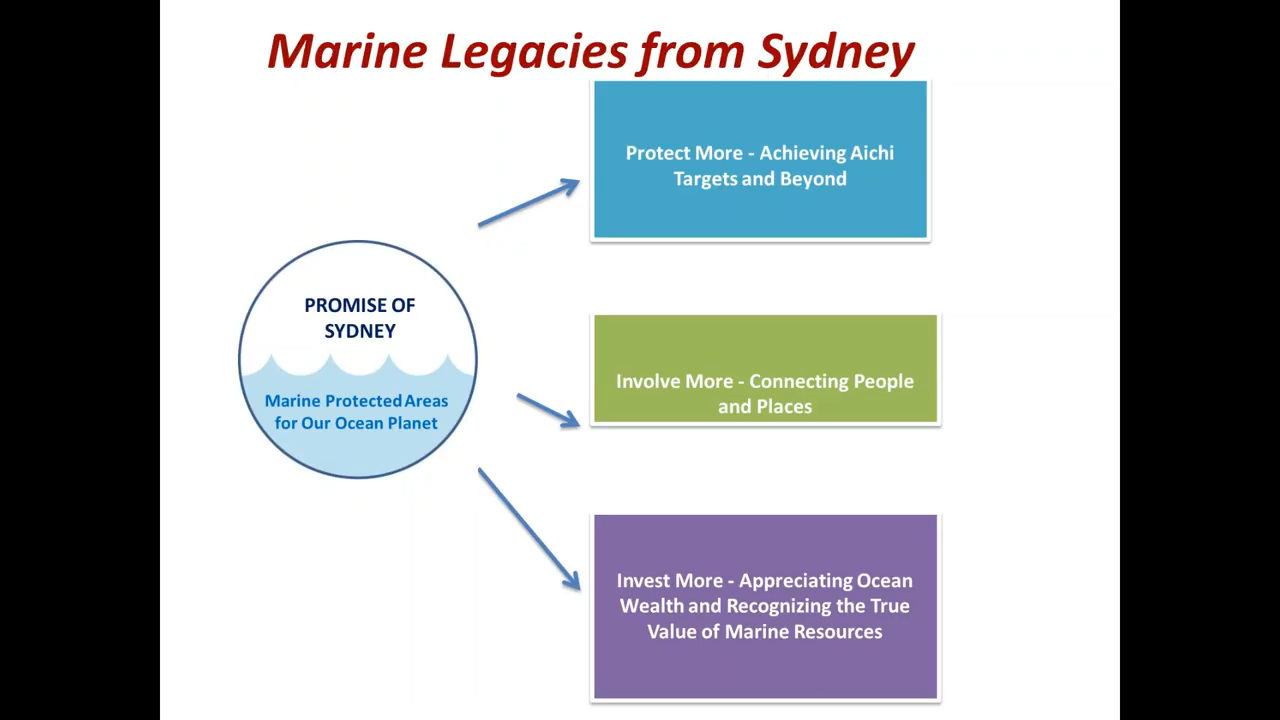 Marine Legacies from Sydney
Protect More - Achieving Aichi
Targets and Beyond
PROMISE OF
SYDNEY
Marine Protected Areas
for Our Ocean Planet
Involve More - Connecting People
and Places
Invest More - Appreciating Ocean
Wealth and Recognizing the True
Value of Marine Resources